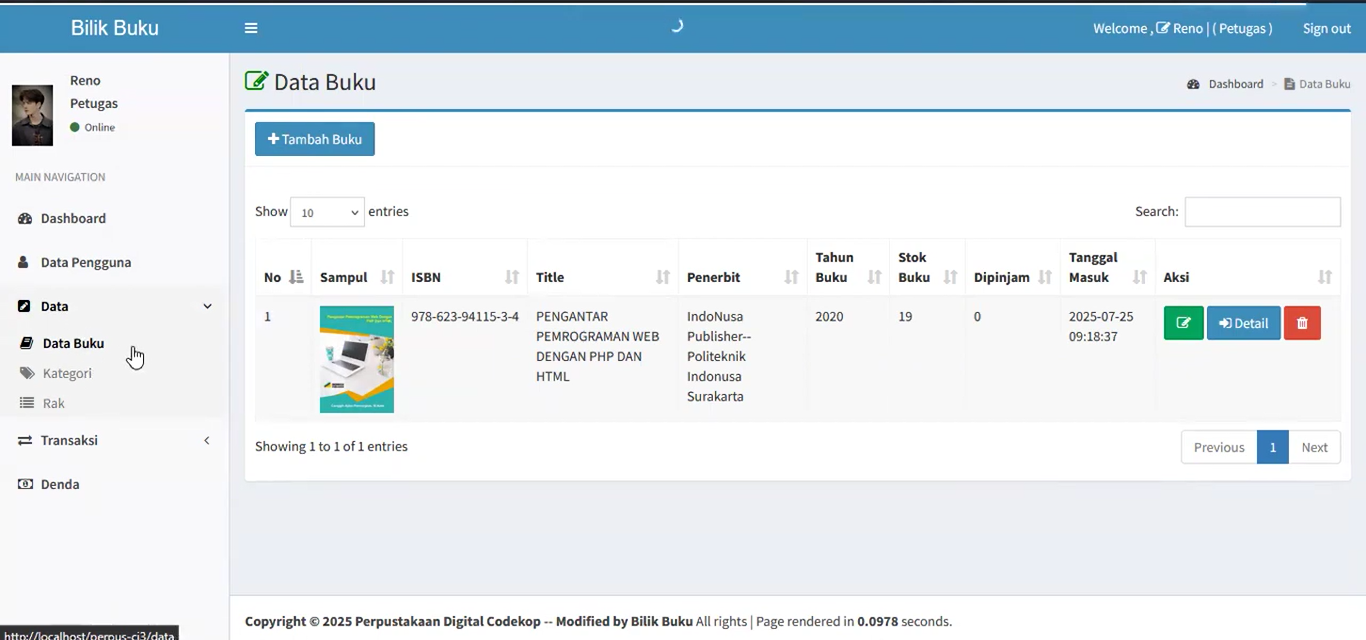 Bilik Buku
Welcome , Reno | ( Petugas )
Sign out
Reno
Petugas
Online
MAIN NAVIGATION
Dashboard
Data Pengguna
Data
Data Buku
Kategori
Rak
Transaksi
Denda
Data Buku
Dashboard > Data Buku
Tambah Buku
Show 10 entries
Search:
No Sampul ISBN Title Penerbit Tahun Buku Stok Buku Dipinjam Tanggal Masuk Aksi
1 978-623-94115-3-4 PENGANTAR IndoNusa 2020 19 0 2025-07-25 Detail
PEMROGRAMAN WEB Publisher-- 09:18:37
DENGAN PHP DAN Politeknik
HTML Indonusa
Surakarta
Showing 1 to 1 of 1 entries
Previous 1 Next
Copyright © 2025 Perpustakaan Digital Codekop -- Modified by Bilik Buku All rights | Page rendered in 0.0978 seconds.
http://localhost/perpus-ci3/data